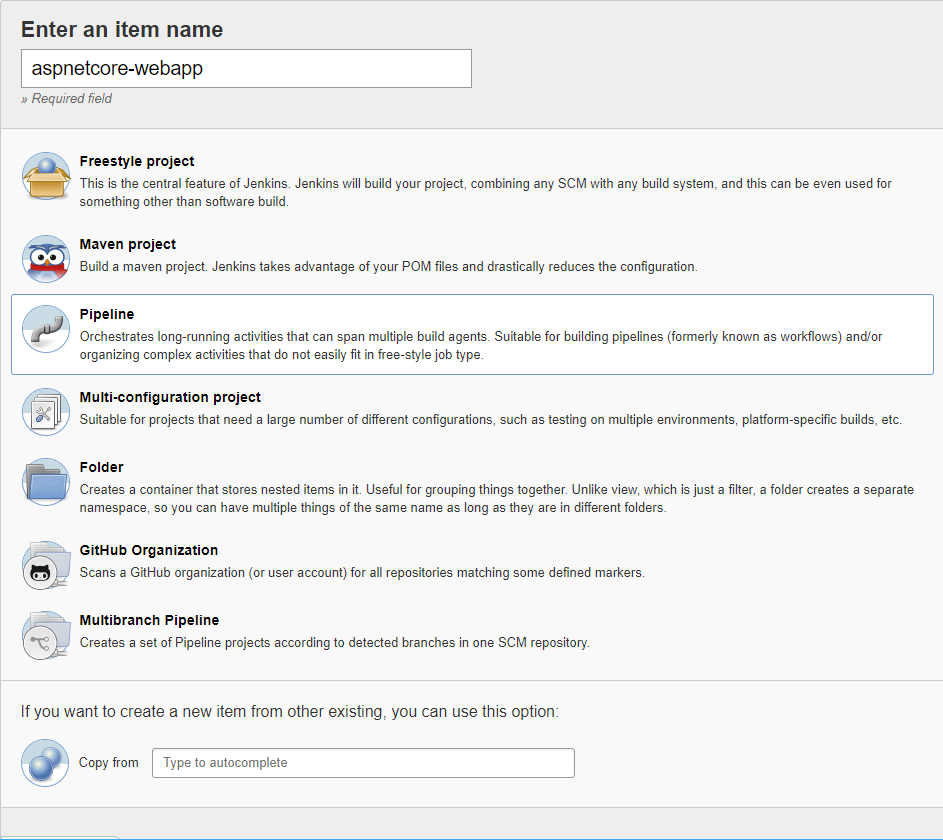 Enter an item name
aspnetcore-webapp
» Required field
Freestyle project
This is the central feature of Jenkins. Jenkins will build your project, combining any SCM with any build system, and this can be even used for
something other than software build.
Maven project
Build a maven project. Jenkins takes advantage of your POM files and drastically reduces the configuration.
Pipeline
Orchestrates long-running activities that can span multiple build agents. Suitable for building pipelines (formerly known as workflows) and/or
organizing complex activities that do not easily fit in free-style job type.
Multi-configuration project
Suitable for projects that need a large number of different configurations, such as testing on multiple environments, platform-specific builds, etc.
Folder
Creates a container that stores nested items in it. Useful for grouping things together. Unlike view, which is just a filter, a folder creates a separate
namespace, so you can have multiple things of the same name as long as they are in different folders.
GitHub Organization
Scans a GitHub organization (or user account) for all repositories matching some defined markers.
Multibranch Pipeline
Creates a set of Pipeline projects according to detected branches in one SCM repository.
If you want to create a new item from other existing, you can use this option:
Copy from Type to autocomplete